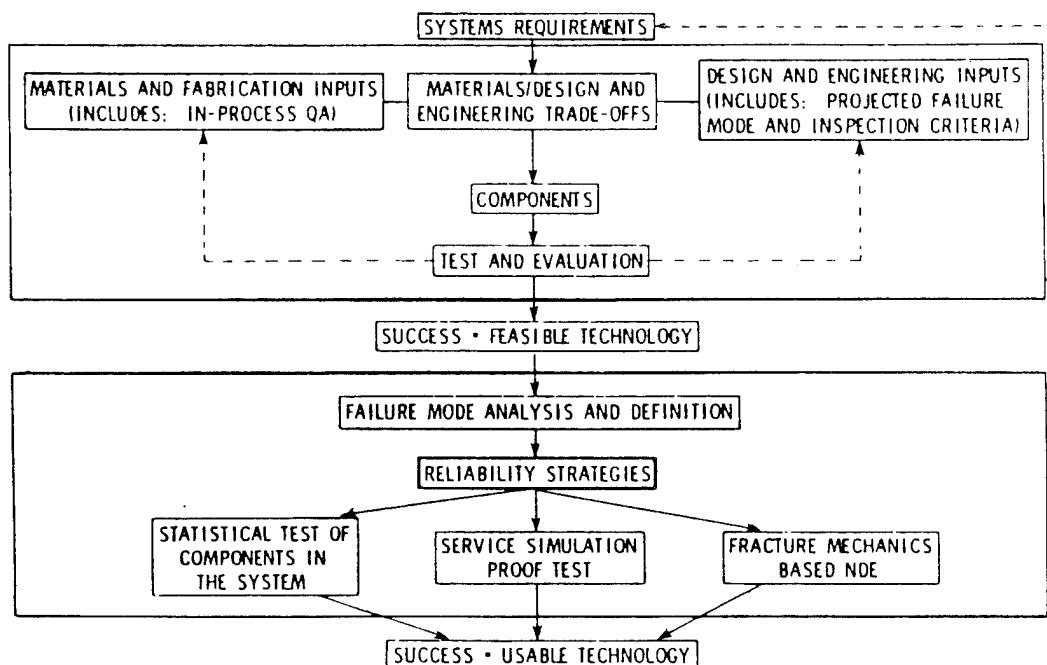 SYSTEMS REQUIREMENTS
MATERIALS AND FABRICATION INPUTS
(INCLUDES: IN-PROCESS QA)
MATERIALS/DESIGN AND
ENGINEERING TRADE-OFFS
DESIGN AND ENGINEERING INPUTS
(INCLUDES: PROJECTED FAILURE
MODE AND INSPECTION CRITERIA)
COMPONENTS
TEST AND EVALUATION
SUCCESS • FEASIBLE TECHNOLOGY
FAILURE MODE ANALYSIS AND DEFINITION
RELIABILITY STRATEGIES
STATISTICAL TEST OF
COMPONENTS IN
THE SYSTEM
SERVICE SIMULATION
PROOF TEST
FRACTURE MECHANICS
BASED NDE
SUCCESS • USABLE TECHNOLOGY